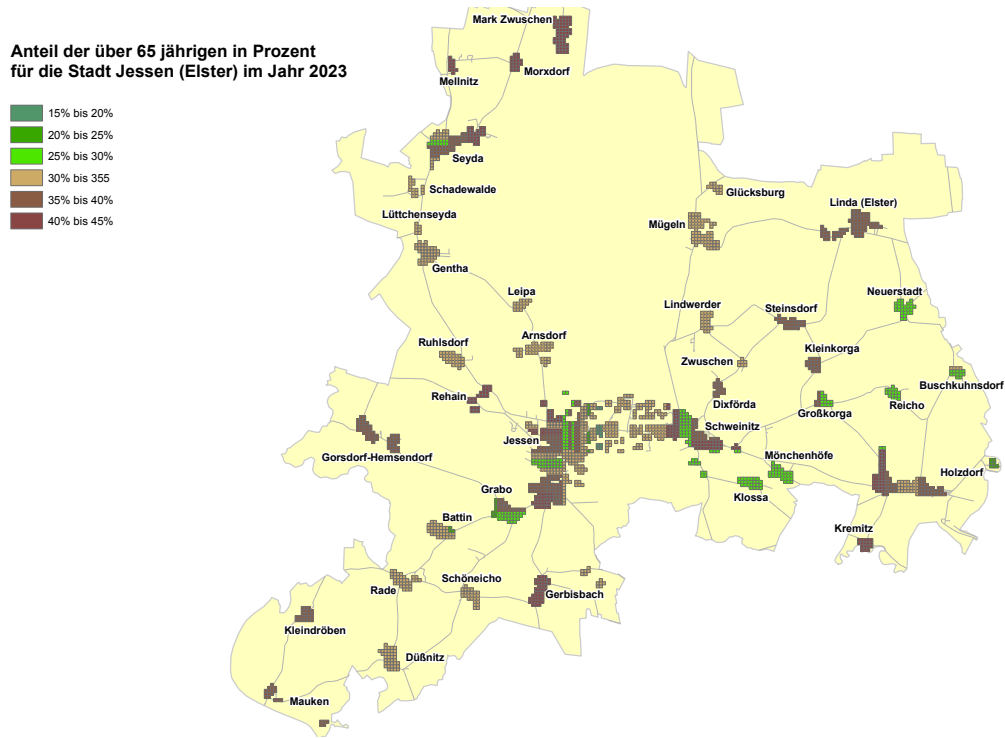 Anteil der über 65 jährigen in Prozent
für die Stadt Jessen (Elster) im Jahr 2023
15% bis 20%
20% bis 25%
25% bis 30%
30% bis 355
35% bis 40%
40% bis 45%
Mark Zwuschen
Mellnitz
Morxdorf
Seyda
Schadewalde
Glücksburg
Linda (Elster)
Lüttchenseyda
Mügeln
Gentha
Leipa
Neuerstadt
Lindwerder
Steinsdorf
Arnsdorf
Ruhlsdorf
Kleinkorga
Zwuschen
Buschkuhnsdorf
Rehain
Dixförda
Reicho
Großkorga
Schweinitz
Jessen
Gorsdorf-Hemsendorf
Mönchenhöfe
Holzdorf
Grabo
Klossa
Battin
Kremitz
Schöneicho
Rade
Gerbisbach
Kleindröben
Düßnitz
Mauken